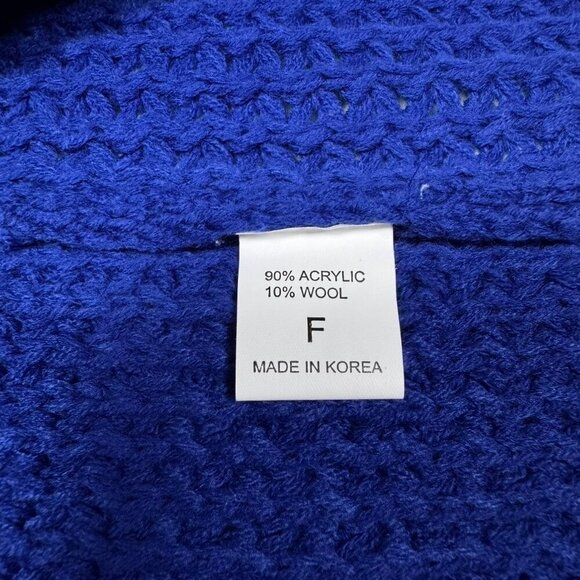 90% ACRYLIC
10% WOOL
F
MADE IN KOREA